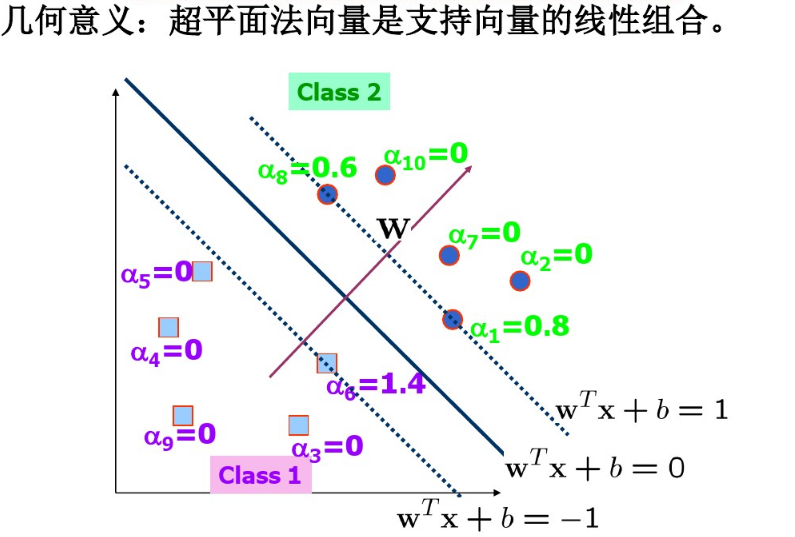 几何意义：超平面法向量是支持向量的线性组合。
Class 2
α₈=0.6
α₁₀=0
w
α₇=0
α₂=0
α₅=0
α₁=0.8
α₄=0
α₆=1.4
wᵀx + b = 1
α₉=0
α₃=0
wᵀx + b = 0
Class 1
wᵀx + b = −1